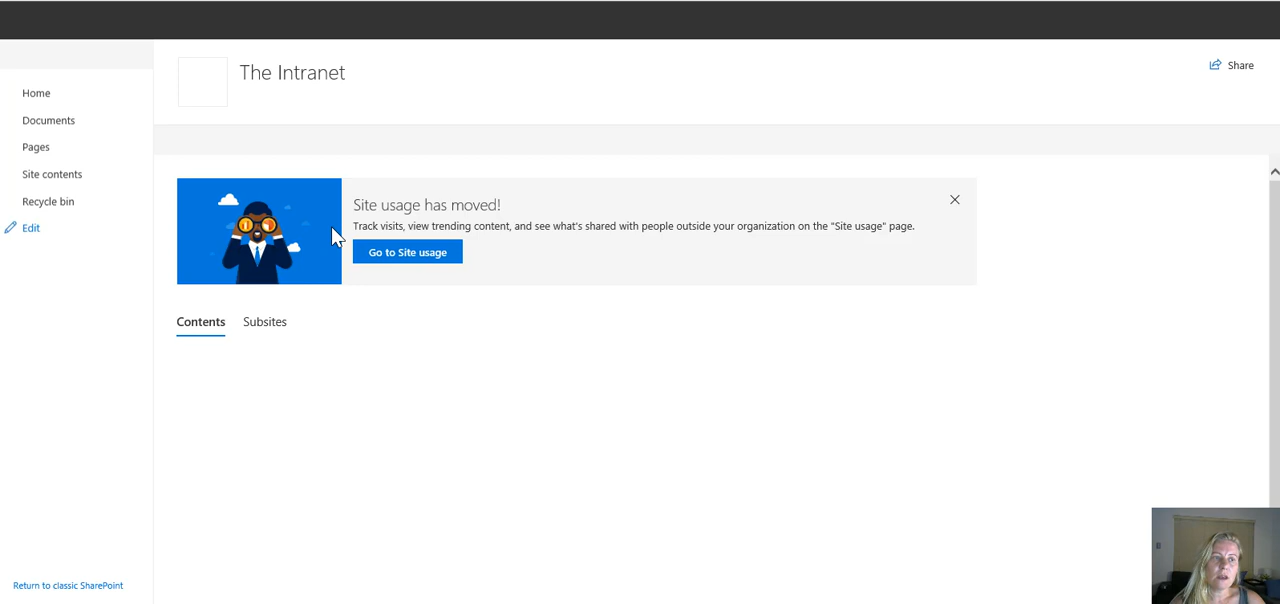 The Intranet
Share
Home
Documents
Pages
Site contents
Recycle bin
Edit
Site usage has moved!
Track visits, view trending content, and see what's shared with people outside your organization on the "Site usage" page.
Go to Site usage
Contents
Subsites
Return to classic SharePoint